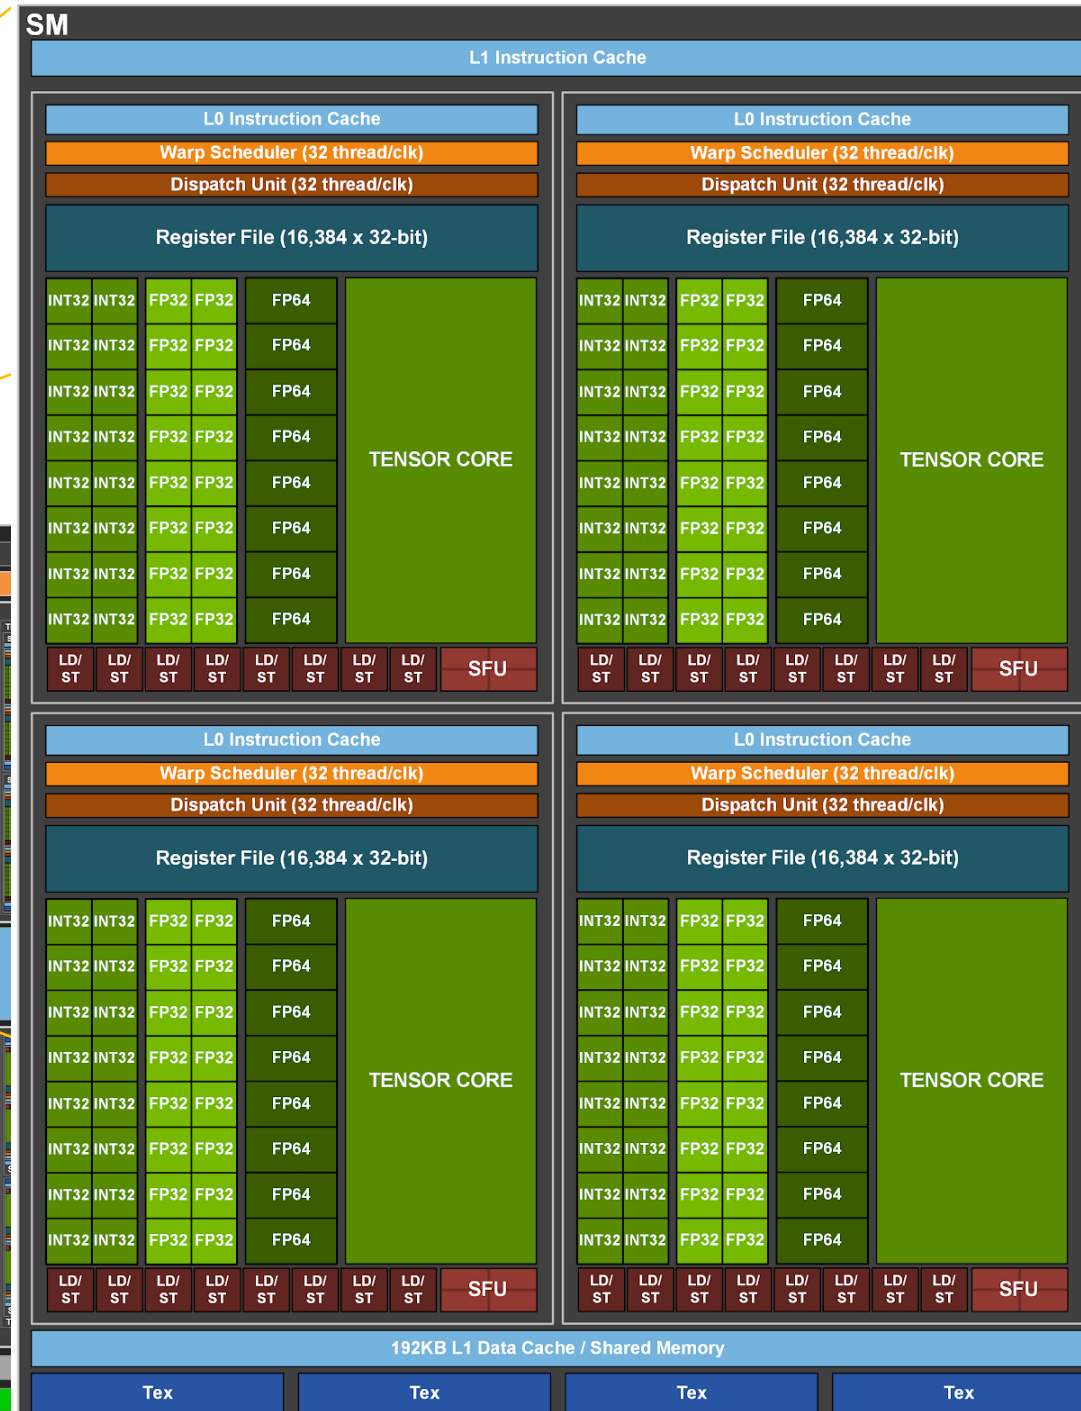 SM
L1 Instruction Cache
L0 Instruction Cache
Warp Scheduler (32 thread/clk)
Dispatch Unit (32 thread/clk)
Register File (16,384 x 32-bit)
INT32 INT32 FP32 FP32 FP64
INT32 INT32 FP32 FP32 FP64
INT32 INT32 FP32 FP32 FP64
INT32 INT32 FP32 FP32 FP64
TENSOR CORE
INT32 INT32 FP32 FP32 FP64
INT32 INT32 FP32 FP32 FP64
INT32 INT32 FP32 FP32 FP64
INT32 INT32 FP32 FP32 FP64
LD/ LD/ LD/ LD/ LD/ LD/ LD/ LD/
ST ST ST ST ST ST ST ST
SFU
L0 Instruction Cache
Warp Scheduler (32 thread/clk)
Dispatch Unit (32 thread/clk)
Register File (16,384 x 32-bit)
INT32 INT32 FP32 FP32 FP64
INT32 INT32 FP32 FP32 FP64
INT32 INT32 FP32 FP32 FP64
INT32 INT32 FP32 FP32 FP64
TENSOR CORE
INT32 INT32 FP32 FP32 FP64
INT32 INT32 FP32 FP32 FP64
INT32 INT32 FP32 FP32 FP64
INT32 INT32 FP32 FP32 FP64
LD/ LD/ LD/ LD/ LD/ LD/ LD/ LD/
ST ST ST ST ST ST ST ST
SFU
L0 Instruction Cache
Warp Scheduler (32 thread/clk)
Dispatch Unit (32 thread/clk)
Register File (16,384 x 32-bit)
INT32 INT32 FP32 FP32 FP64
INT32 INT32 FP32 FP32 FP64
INT32 INT32 FP32 FP32 FP64
INT32 INT32 FP32 FP32 FP64
TENSOR CORE
INT32 INT32 FP32 FP32 FP64
INT32 INT32 FP32 FP32 FP64
INT32 INT32 FP32 FP32 FP64
INT32 INT32 FP32 FP32 FP64
LD/ LD/ LD/ LD/ LD/ LD/ LD/ LD/
ST ST ST ST ST ST ST ST
SFU
L0 Instruction Cache
Warp Scheduler (32 thread/clk)
Dispatch Unit (32 thread/clk)
Register File (16,384 x 32-bit)
INT32 INT32 FP32 FP32 FP64
INT32 INT32 FP32 FP32 FP64
INT32 INT32 FP32 FP32 FP64
INT32 INT32 FP32 FP32 FP64
TENSOR CORE
INT32 INT32 FP32 FP32 FP64
INT32 INT32 FP32 FP32 FP64
INT32 INT32 FP32 FP32 FP64
INT32 INT32 FP32 FP32 FP64
LD/ LD/ LD/ LD/ LD/ LD/ LD/ LD/
ST ST ST ST ST ST ST ST
SFU
192KB L1 Data Cache / Shared Memory
Tex Tex Tex Tex